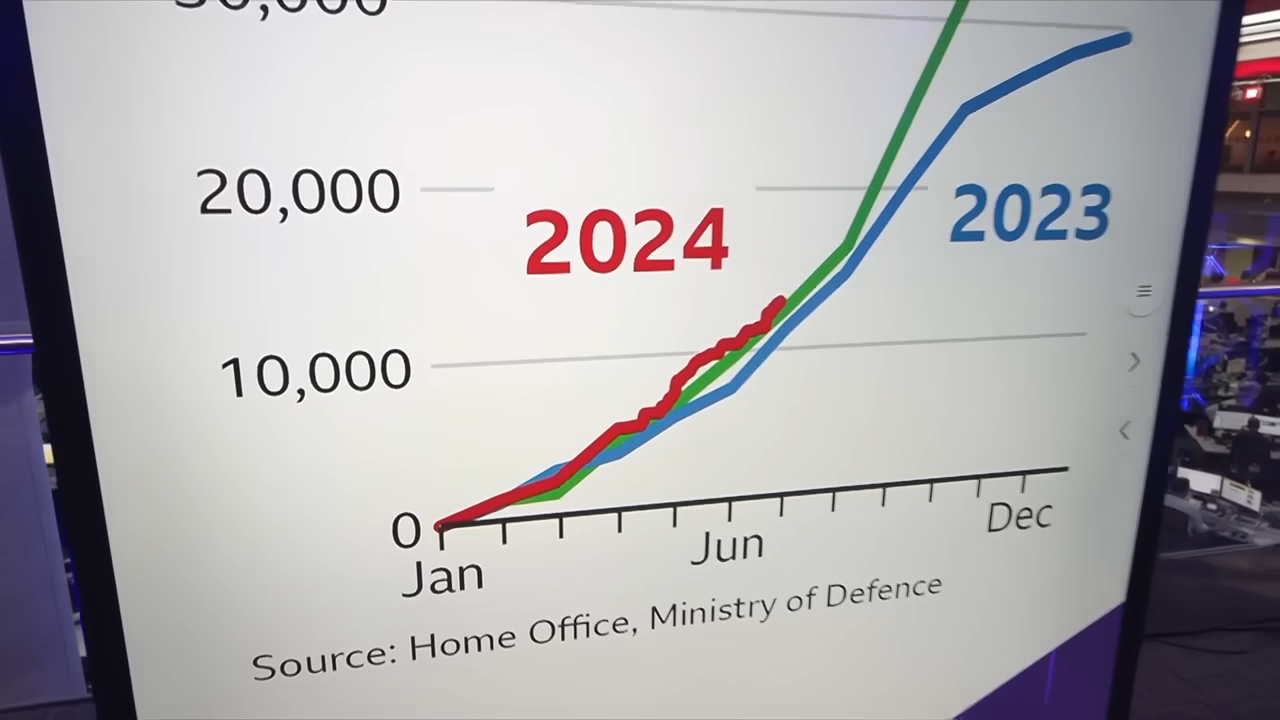 20,000
2024
2023
10,000
0
Jan
Jun
Dec
Source: Home Office, Ministry of Defence